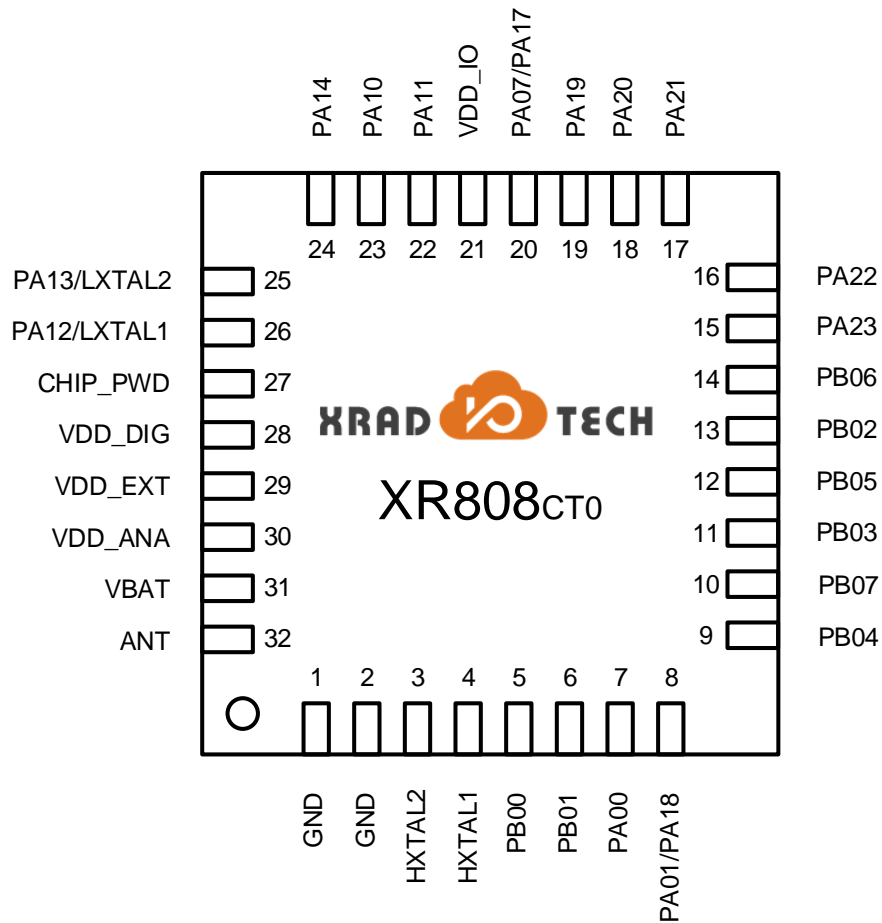 PA14
PA10
PA11
VDD_IO
PA07/PA17
PA19
PA20
PA21
24
23
22
21
20
19
18
17
PA13/LXTAL2 25
PA12/LXTAL1 26
CHIP_PWD 27
VDD_DIG 28
VDD_EXT 29
VDD_ANA 30
VBAT 31
ANT 32
16 PA22
15 PA23
14 PB06
13 PB02
12 PB05
11 PB03
10 PB07
9 PB04
XRAD TECH
XR808CT0
1
2
3
4
5
6
7
8
GND
GND
HXTAL2
HXTAL1
PB00
PB01
PA00
PA01/PA18